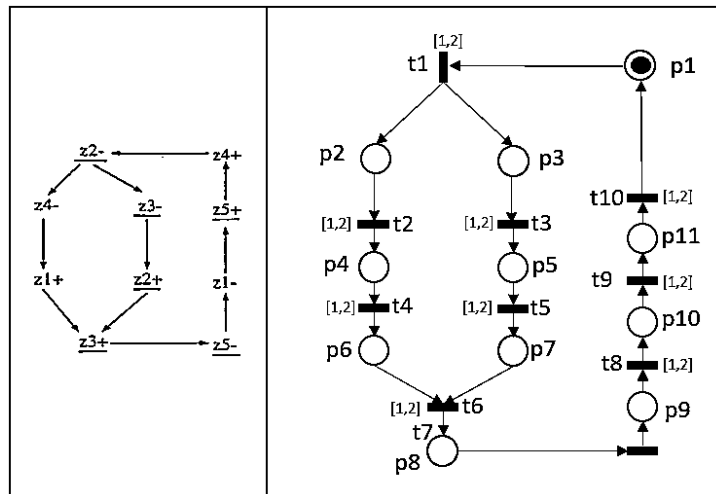 z2-
z4+
z4-
z3-
z5+
z1+
z2+
z1-
z3+
z5-
[1,2]
t1
p1
p2
p3
t10
[1,2]
[1,2]
t2
[1,2]
t3
p11
p4
p5
t9
[1,2]
[1,2]
t4
[1,2]
t5
p10
p6
p7
t8
[1,2]
[1,2]
t6
p9
t7
p8